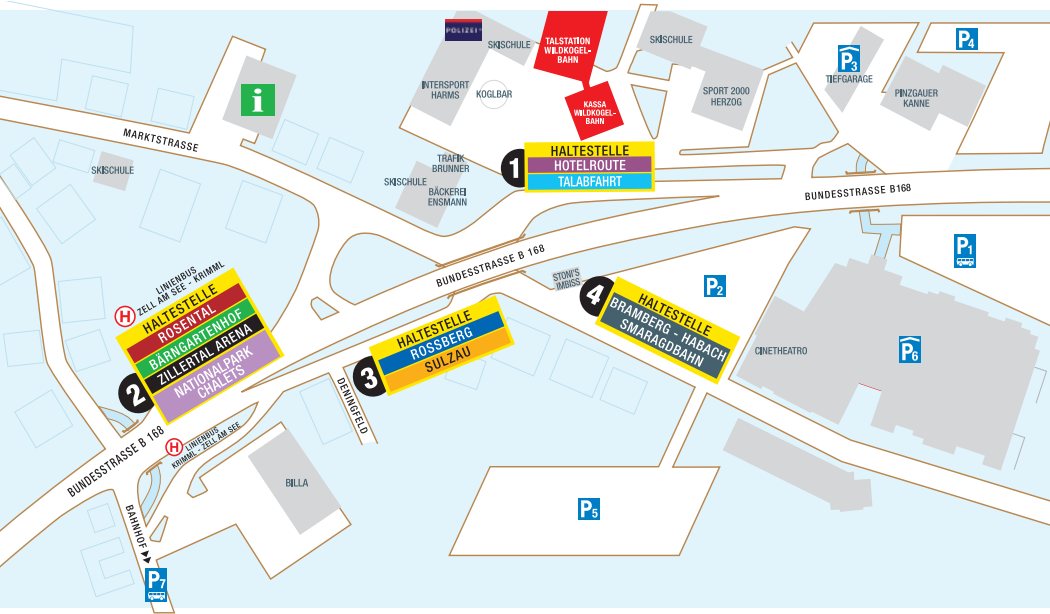 POLIZEI
SKISCHULE
TALSTATION
WILDKOGEL-
BAHN
SKISCHULE
P4
P3
TIEFGARAGE
INTERSPORT
HARMS
KOGLBAR
KASSA
WILDKOGEL-
BAHN
SPORT 2000
HERZOG
PINZGAUER
KANNE
i
MARKTSTRASSE
SKISCHULE
TRAFIK
BRUNNER
SKISCHULE
BÄCKEREI
ENSMANN
1
HALTESTELLE
HOTELROUTE
TALABFAHRT
BUNDESSTRASSE B168
BUNDESSTRASSE B 168
P1
STONI'S
IMBISS
P2
4
HALTESTELLE
BRAMBERG - HABACH
SMARAGDBAHN
LINIENBUS
ZELL AM SEE - KRIMML
H
HALTESTELLE
ROSENTAL
BÄRNGARTENHOF
ZILLERTAL ARENA
NATIONALPARK
CHALETS
2
3
HALTESTELLE
ROSSBERG
SULZAU
CINETHEATRO
P6
DENINGFELD
H
LINIENBUS
KRIMML - ZELL AM SEE
BUNDESSTRASSE B 168
BILLA
P5
BAHNHOF
P7